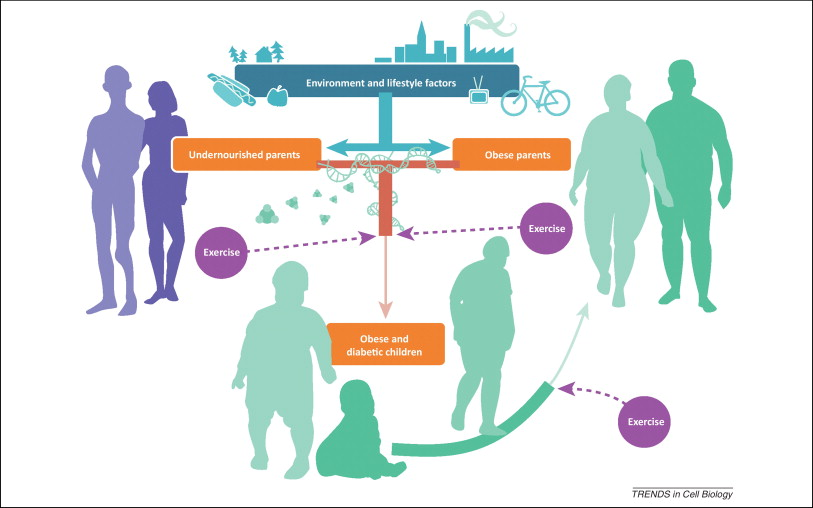 Environment and lifestyle factors
Undernourished parents
Obese parents
Exercise
Exercise
Obese and
diabetic children
Exercise
TRENDS in Cell Biology